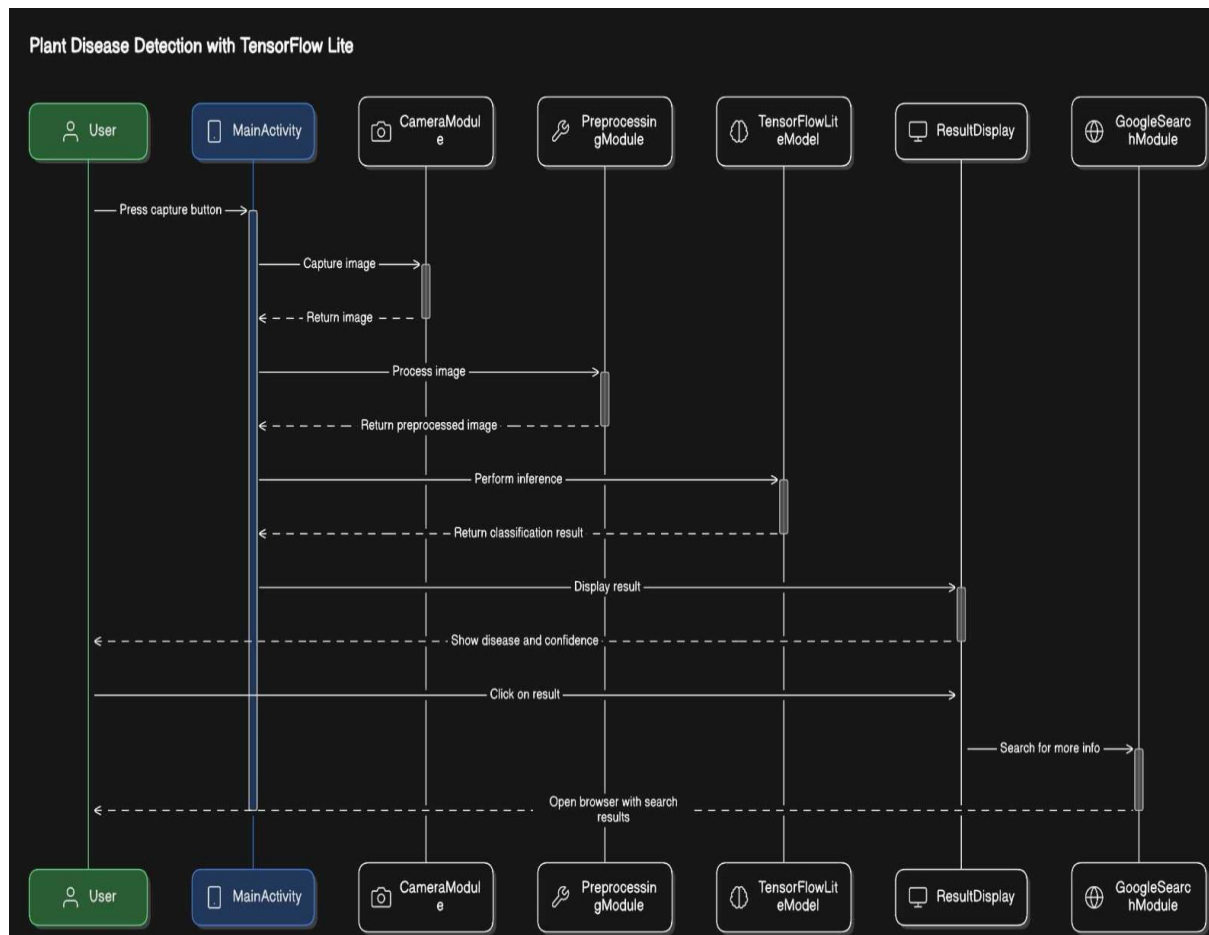 Plant Disease Detection with TensorFlow Lite
User
MainActivity
CameraModul
e
Preprocessin
gModule
TensorFlowLit
eModel
ResultDisplay
GoogleSearc
hModule
Press capture button
Capture image
Return image
Process image
Return preprocessed image
Perform inference
Return classification result
Display result
Show disease and confidence
Click on result
Search for more info
Open browser with search
results
User
MainActivity
CameraModul
e
Preprocessin
gModule
TensorFlowLit
eModel
ResultDisplay
GoogleSearc
hModule